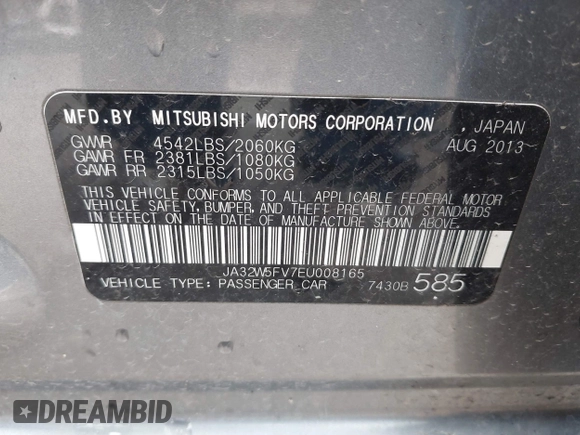 MFD.BY MITSUBISHI MOTORS CORPORATION , JAPAN
GVWR 4542LBS/2060KG AUG 2013
GAWR FR 2381LBS/1080KG
GAWR RR 2315LBS/1050KG
THIS VEHICLE CONFORMS TO ALL APPLICABLE FEDERAL MOTOR
VEHICLE SAFETY, BUMPER, AND THEFT PREVENTION STANDARDS
IN EFFECT ON THE DATE OF MANUFACTURE SHOWN ABOVE.
JA32W5FV7EU008165
VEHICLE TYPE: PASSENGER CAR 7430B 585
DREAMBID